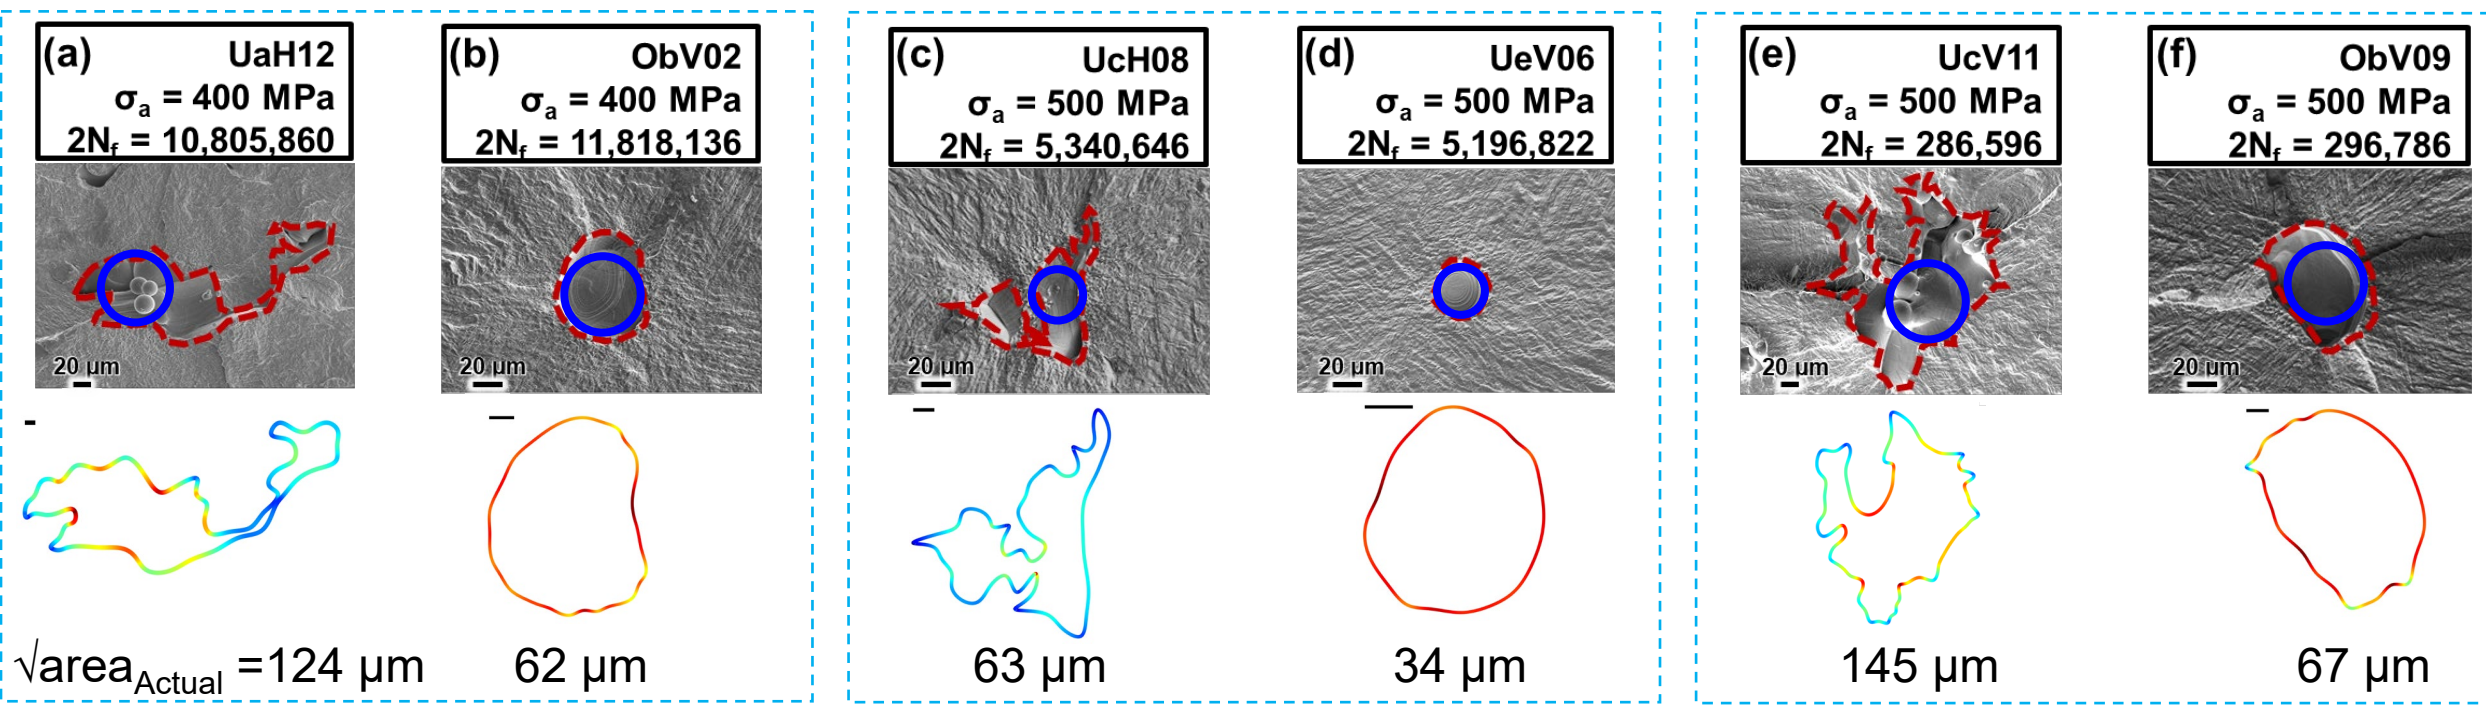 (a) UaH12
σa = 400 MPa
2Nf = 10,805,860
20 µm
(b) ObV02
σa = 400 MPa
2Nf = 11,818,136
20 µm
(c) UcH08
σa = 500 MPa
2Nf = 5,340,646
20 µm
(d) UeV06
σa = 500 MPa
2Nf = 5,196,822
20 µm
(e) UcV11
σa = 500 MPa
2Nf = 286,596
20 µm
(f) ObV09
σa = 500 MPa
2Nf = 296,786
20 µm
√areaActual =124 µm
62 µm
63 µm
34 µm
145 µm
67 µm